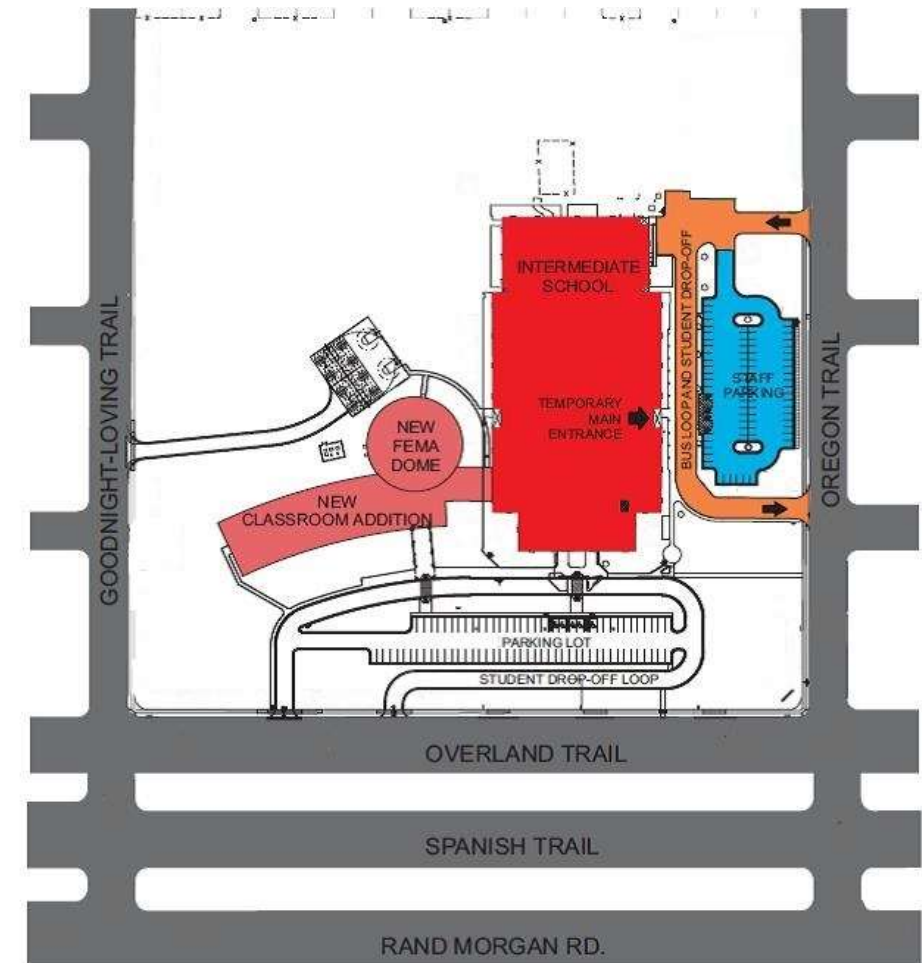 INTERMEDIATE
SCHOOL
BUS LOOP AND STUDENT DROP-OFF
STAFF
PARKING
TEMPORARY
MAIN
ENTRANCE
GOODNIGHT-LOVING TRAIL
OREGON TRAIL
NEW
FEMA
DOME
NEW
CLASSROOM ADDITION
PARKING LOT
STUDENT DROP-OFF LOOP
OVERLAND TRAIL
SPANISH TRAIL
RAND MORGAN RD.